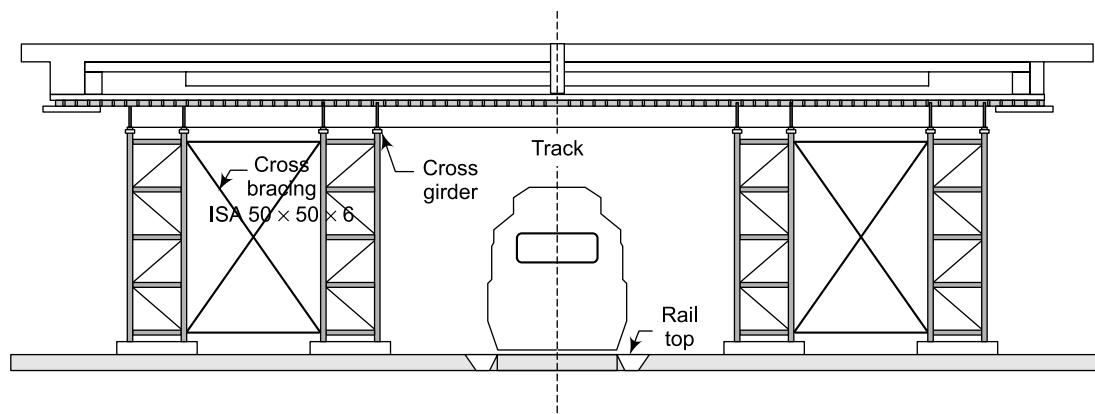 Track
Cross
bracing
ISA 50 × 50 × 6
Cross
girder
Rail
top